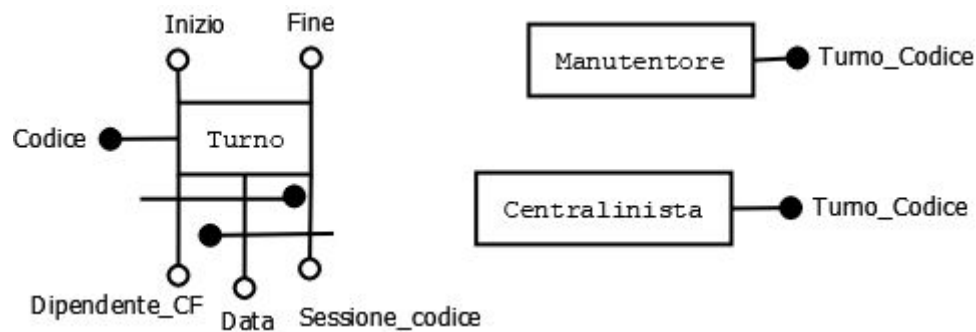 Inizio
Fine
Manutentore
Turno_Codice
Codice
Turno
Centralinista
Turno_Codice
Dipendente_CF
Data
Sessione_codice